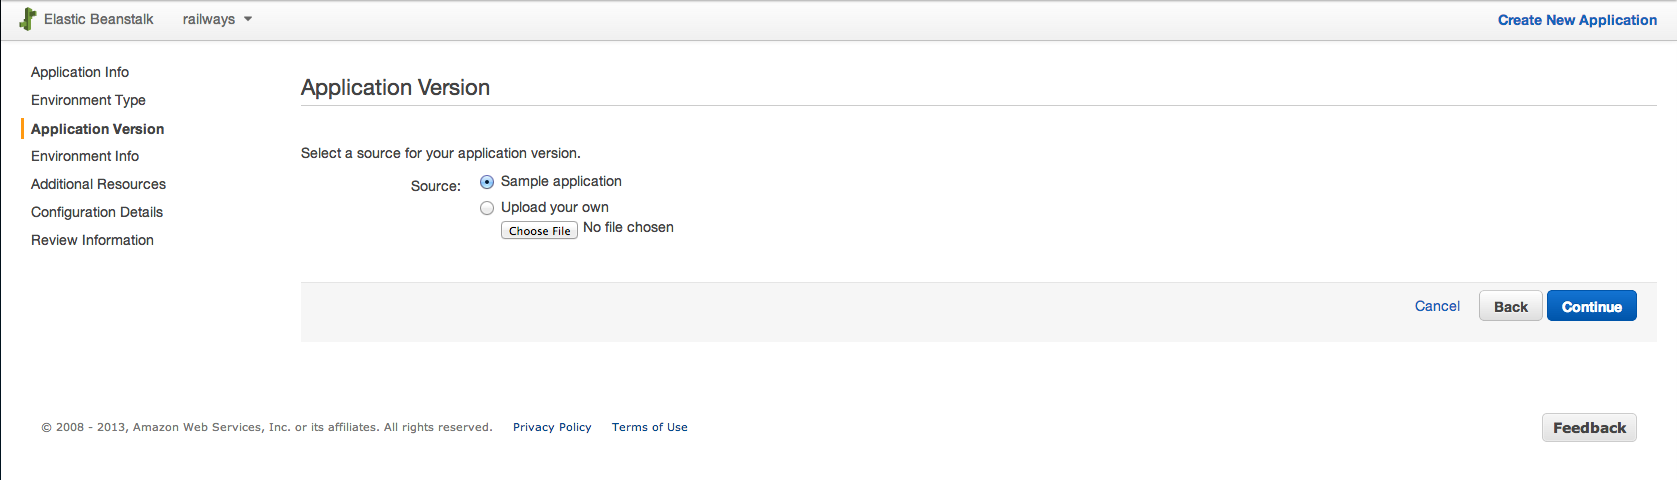 Elastic Beanstalk railways Create New Application
Application Info
Environment Type
Application Version
Environment Info
Additional Resources
Configuration Details
Review Information
Application Version
Select a source for your application version.
Source: Sample application
Upload your own
Choose File No file chosen
Cancel Back Continue
© 2008 - 2013, Amazon Web Services, Inc. or its affiliates. All rights reserved. Privacy Policy Terms of Use Feedback